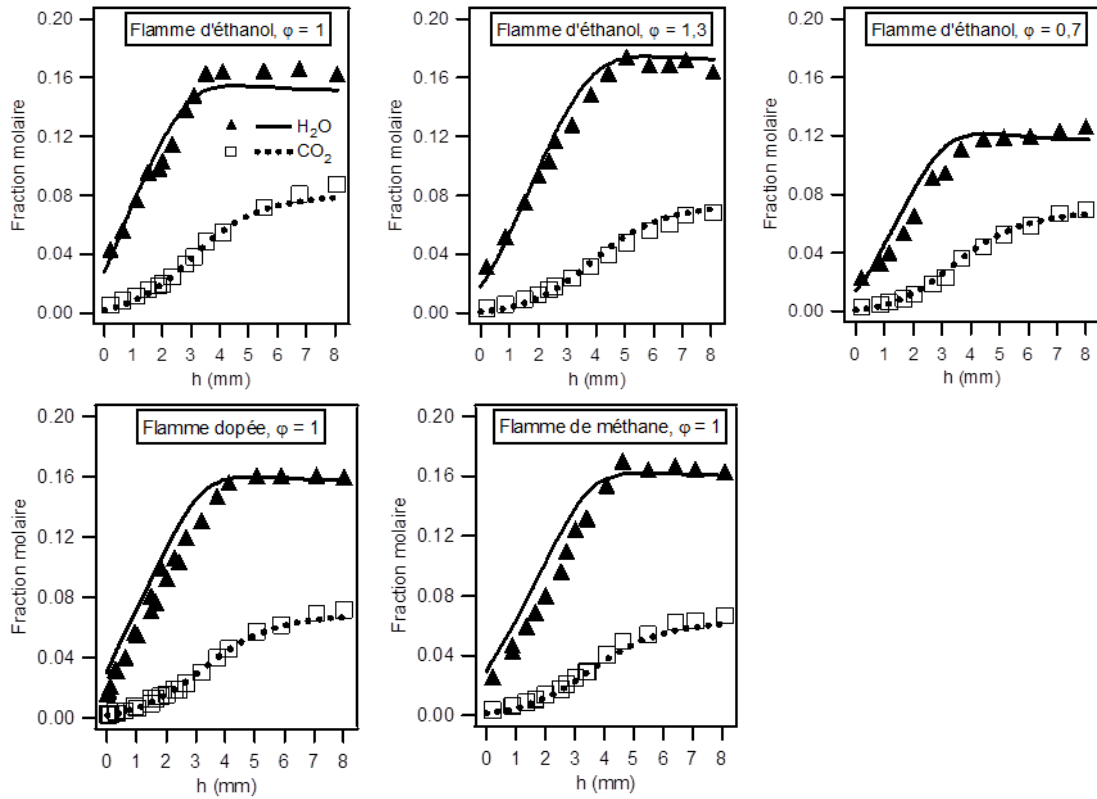 Flamme d'éthanol, φ = 1
Fraction molaire
0.20
0.16
0.12
0.08
0.04
0.00
H₂O
CO₂
0 1 2 3 4 5 6 7 8
h (mm)
Flamme d'éthanol, φ = 1,3
Fraction molaire
0.20
0.16
0.12
0.08
0.04
0.00
0 1 2 3 4 5 6 7 8
h (mm)
Flamme d'éthanol, φ = 0,7
Fraction molaire
0.20
0.16
0.12
0.08
0.04
0.00
0 1 2 3 4 5 6 7 8
h (mm)
Flamme dopée, φ = 1
Fraction molaire
0.20
0.16
0.12
0.08
0.04
0.00
0 1 2 3 4 5 6 7 8
h (mm)
Flamme de méthane, φ = 1
Fraction molaire
0.20
0.16
0.12
0.08
0.04
0.00
0 1 2 3 4 5 6 7 8
h (mm)